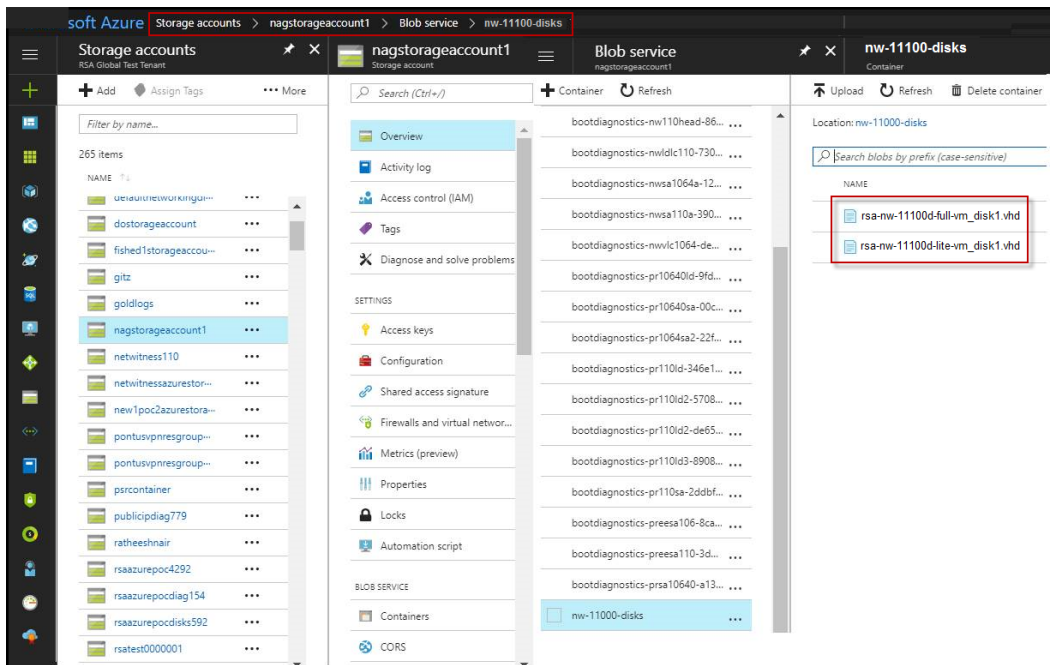 soft Azure Storage accounts > nagstorageaccount1 > Blob service > nw-11100-disks
Storage accounts
RSA Global Test Tenant
Add Assign Tags ••• More
Filter by name...
265 items
NAME
defaultnetworkingui... •••
dostorageaccount •••
fished1storageaccou... •••
gitz •••
goldlogs •••
nagstorageaccount1 •••
netwitness110 •••
netwitnessazurestor... •••
new1poc2azurestora... •••
pontusvpnresgroup... •••
pontusvpnresgroup... •••
psrcontainer •••
publicipdiag779 •••
ratheeshnair •••
rsaazurepoc4292 •••
rsaazurepocdiag154 •••
rsaazurepocdisks592 •••
rsatest0000001 •••
nagstorageaccount1
Storage account
Search (Ctrl+/)
Overview
Activity log
Access control (IAM)
Tags
Diagnose and solve problems
SETTINGS
Access keys
Configuration
Shared access signature
Firewalls and virtual networ...
Metrics (preview)
Properties
Locks
Automation script
BLOB SERVICE
Containers
CORS
Blob service
nagstorageaccount1
Container Refresh
bootdiagnostics-nw110head-86... •••
bootdiagnostics-nwldlc110-730... •••
bootdiagnostics-nwsa1064a-12... •••
bootdiagnostics-nwsa110a-390... •••
bootdiagnostics-nwvlc1064-de... •••
bootdiagnostics-pr10640ld-9fd... •••
bootdiagnostics-pr10640sa-00c... •••
bootdiagnostics-pr1064sa2-22f... •••
bootdiagnostics-pr110ld-346e1... •••
bootdiagnostics-pr110ld2-5708... •••
bootdiagnostics-pr110ld2-de65... •••
bootdiagnostics-pr110ld3-8908... •••
bootdiagnostics-pr110sa-2ddbf... •••
bootdiagnostics-preesa106-8ca... •••
bootdiagnostics-preesa110-3d... •••
bootdiagnostics-prsa10640-a13... •••
nw-11000-disks •••
nw-11100-disks
Container
Upload Refresh Delete container
Location: nw-11000-disks
Search blobs by prefix (case-sensitive)
NAME
rsa-nw-11100d-full-vm_disk1.vhd
rsa-nw-11100d-lite-vm_disk1.vhd